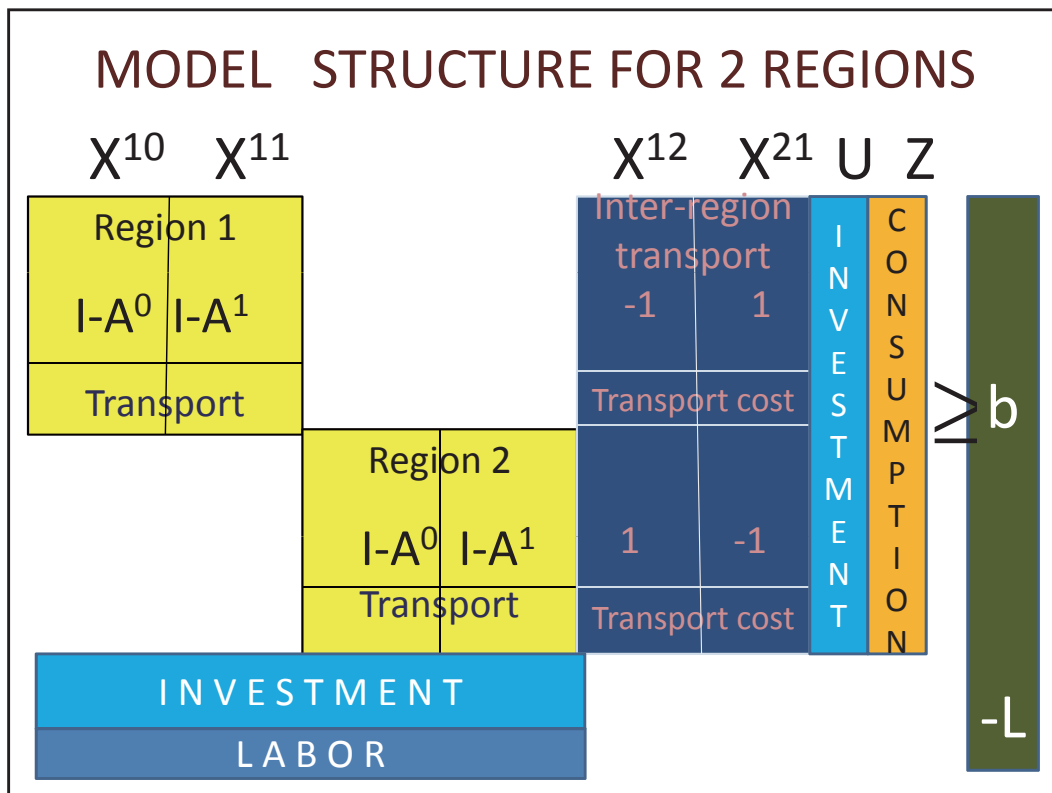 MODEL STRUCTURE FOR 2 REGIONS
X¹⁰ X¹¹ X¹² X²¹ U Z
Region 1
I-A⁰ I-A¹
Transport
Region 2
I-A⁰ I-A¹
Transport
Inter-region
transport
-1 1
Transport cost
1 -1
Transport cost
INVESTMENT
CONSUMPTION
≥ b
-L
INVESTMENT
LABOR